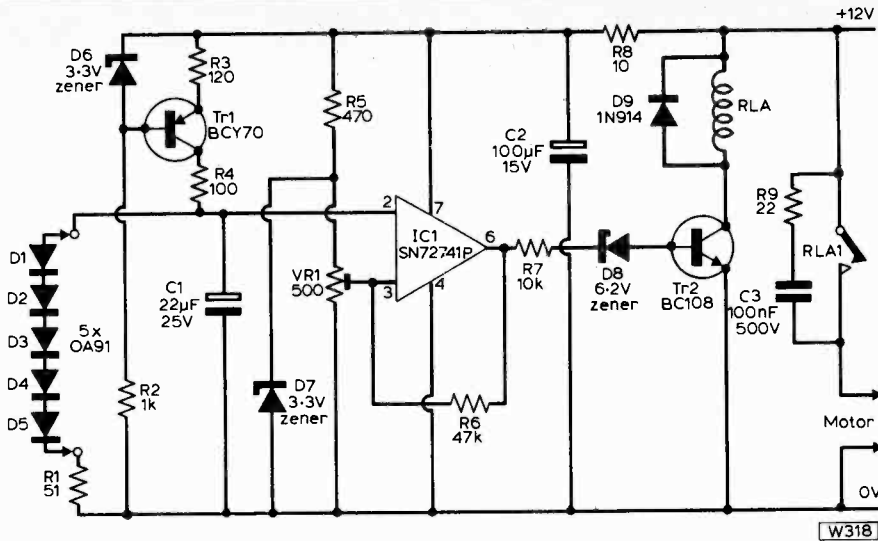 +12V
D6
3·3V
zener
R3
120
Tr1
BCY70
R4
100
R5
470
R8
10
D9
1N914
RLA
C2
100µF
15V
R9
22
RLA1
C3
100nF
500V
2
7
IC1
SN72741P
6
3
4
R7
10k
D8
6·2V
zener
Tr2
BC108
VR1
500
C1
22µF
25V
D1
D2
D3
D4
D5
5x
OA91
R2
1k
D7
3·3V
zener
R6
47k
R1
51
Motor
0V
W318